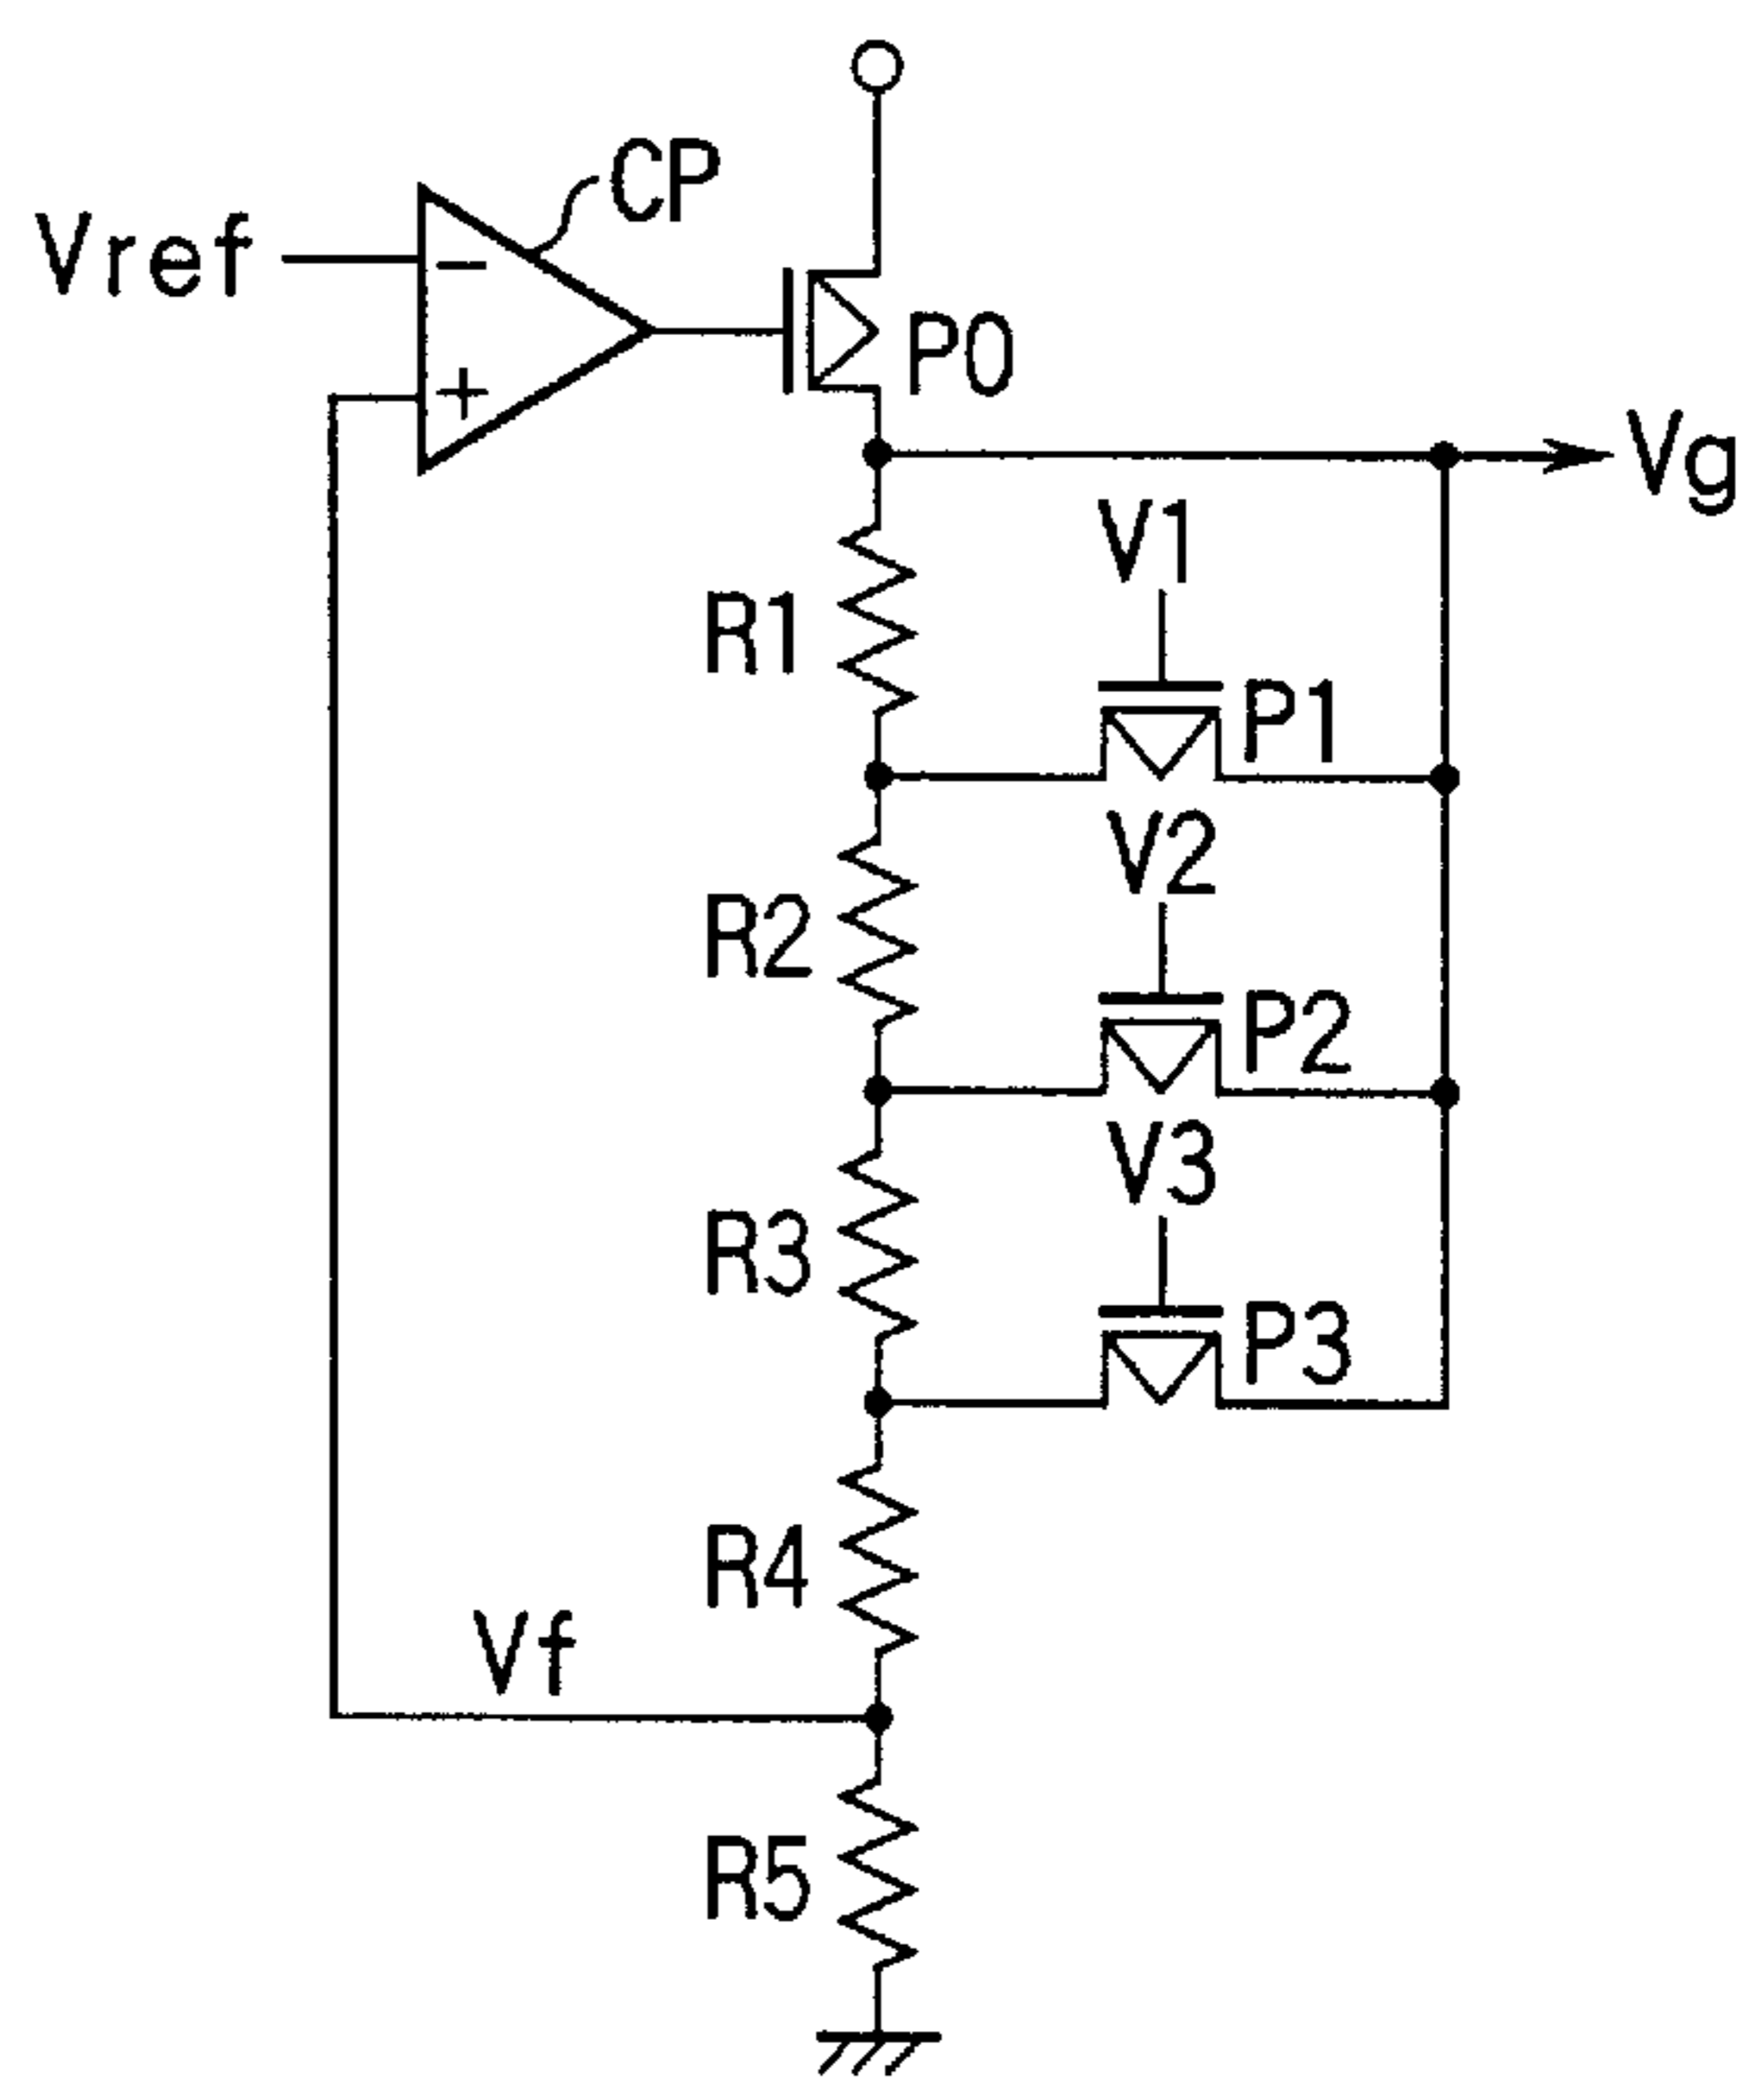 CP
Vref
−
+
P0
Vg
V1
R1
P1
V2
R2
P2
V3
R3
P3
R4
Vf
R5